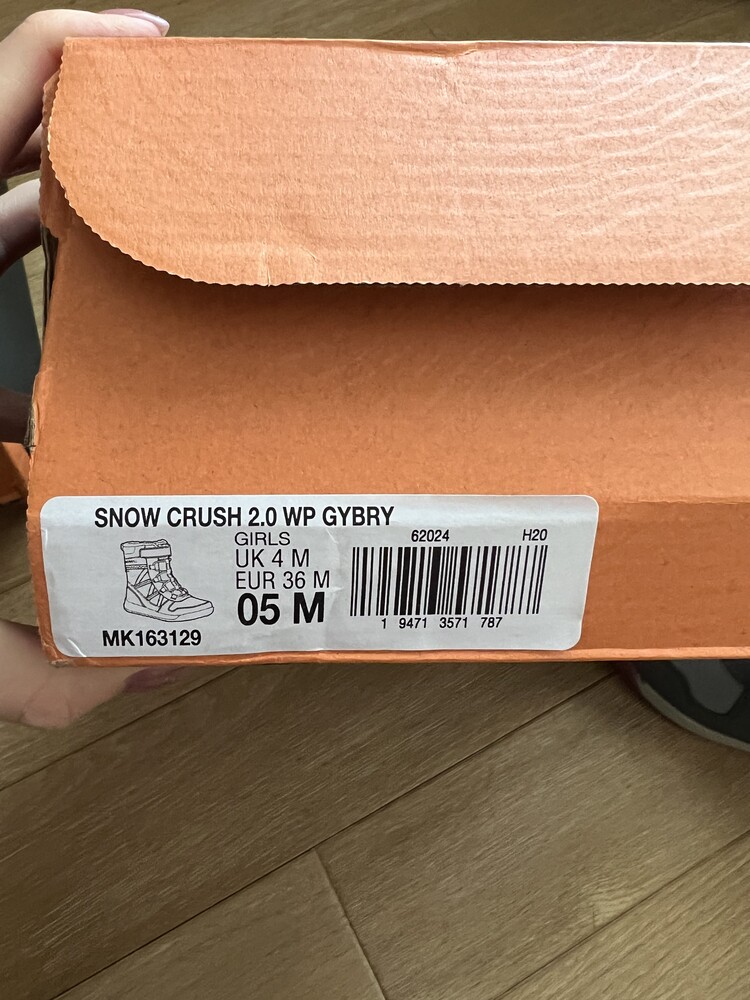 SNOW CRUSH 2.0 WP GYBRY
GIRLS
UK 4 M
EUR 36 M
05 M
MK163129
62024 H20
1 9471 3571 787